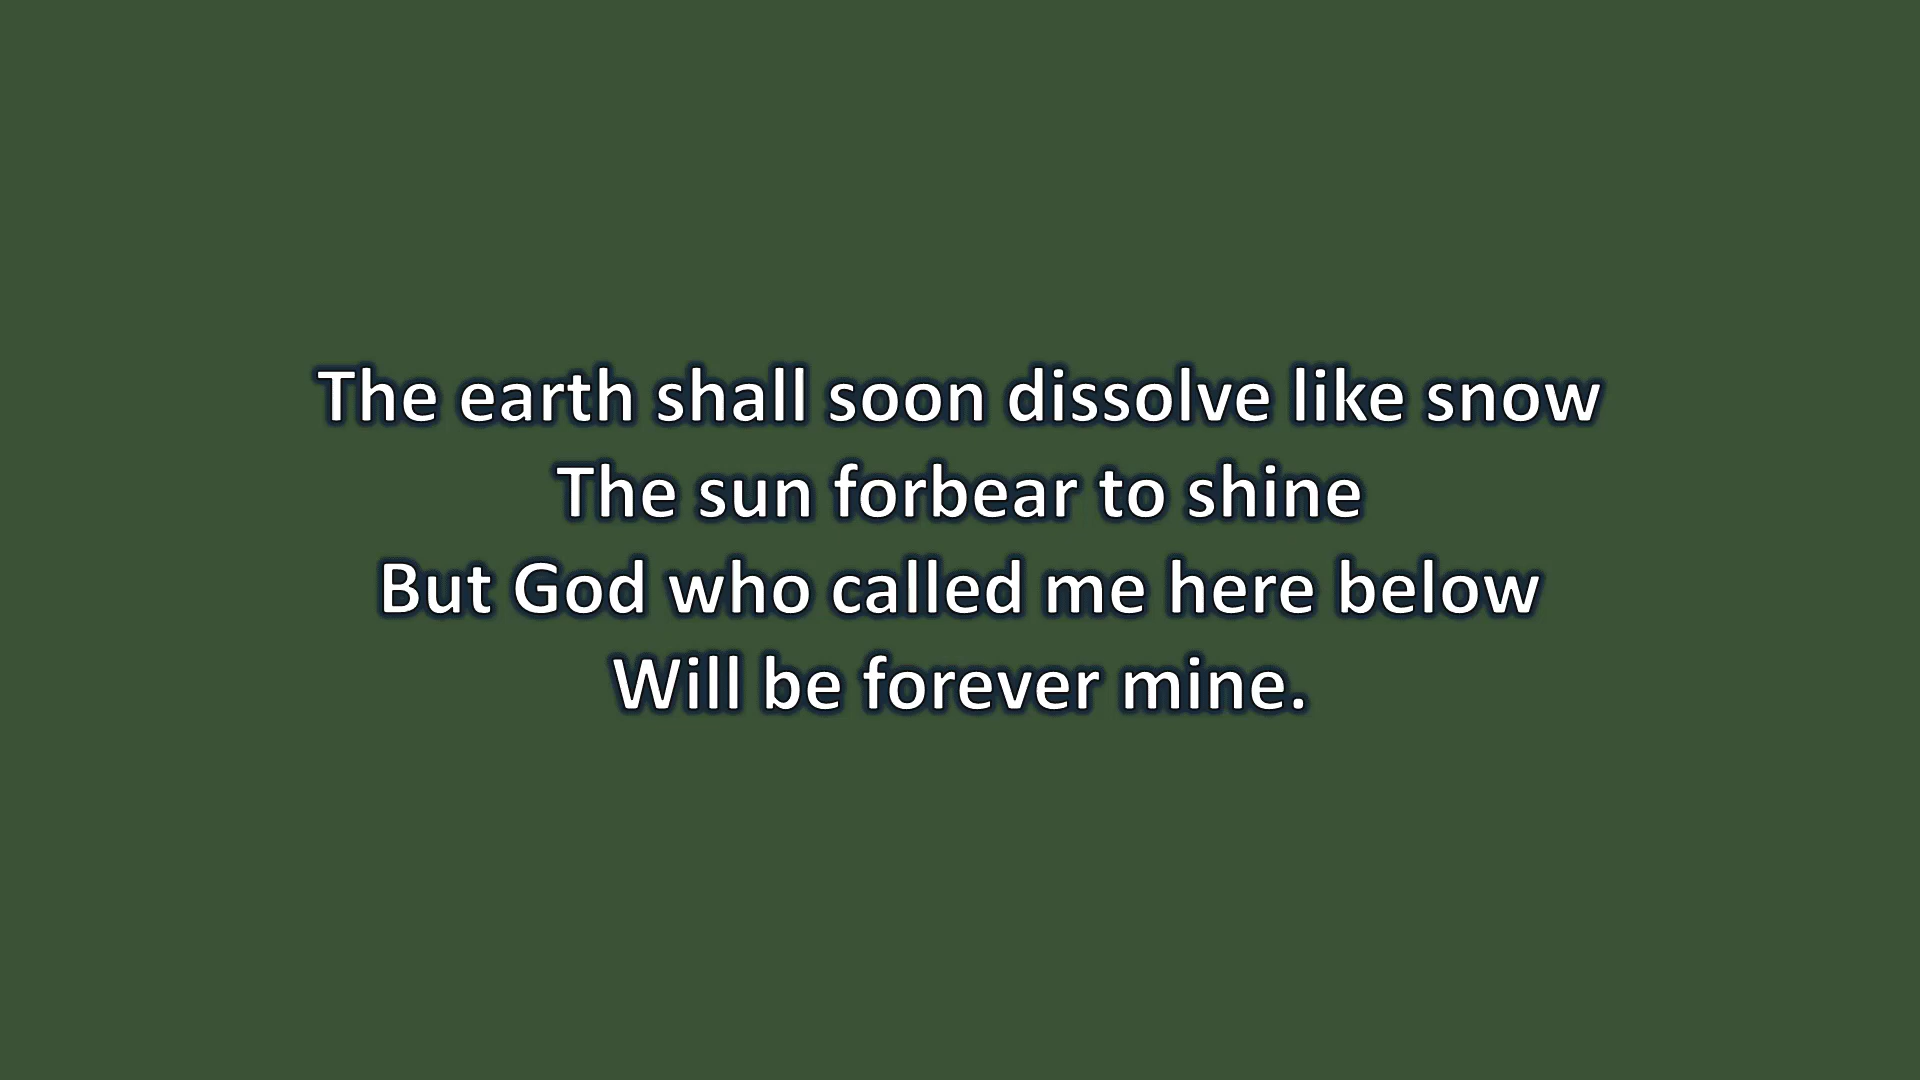 The earth shall soon dissolve like snow
The sun forbear to shine
But God who called me here below
Will be forever mine.